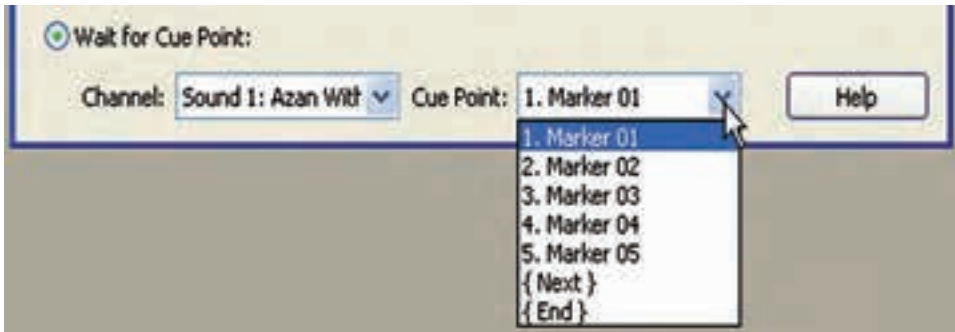 Wait for Cue Point:
Channel: Sound 1: Azan With Cue Point: 1. Marker 01 Help
1. Marker 01
2. Marker 02
3. Marker 03
4. Marker 04
5. Marker 05
{ Next }
{ End }